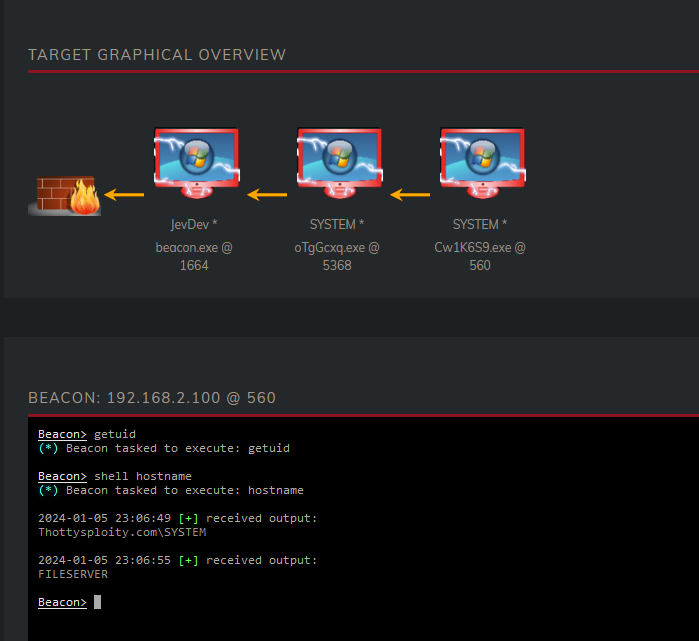 TARGET GRAPHICAL OVERVIEW
JevDev *
beacon.exe @
1664
SYSTEM *
oTgGcxq.exe @
5368
SYSTEM *
Cw1K6S9.exe @
560
BEACON: 192.168.2.100 @ 560
Beacon> getuid
(*) Beacon tasked to execute: getuid
Beacon> shell hostname
(*) Beacon tasked to execute: hostname
2024-01-05 23:06:49 [+] received output:
Thottysploity.com\SYSTEM
2024-01-05 23:06:55 [+] received output:
FILESERVER
Beacon>